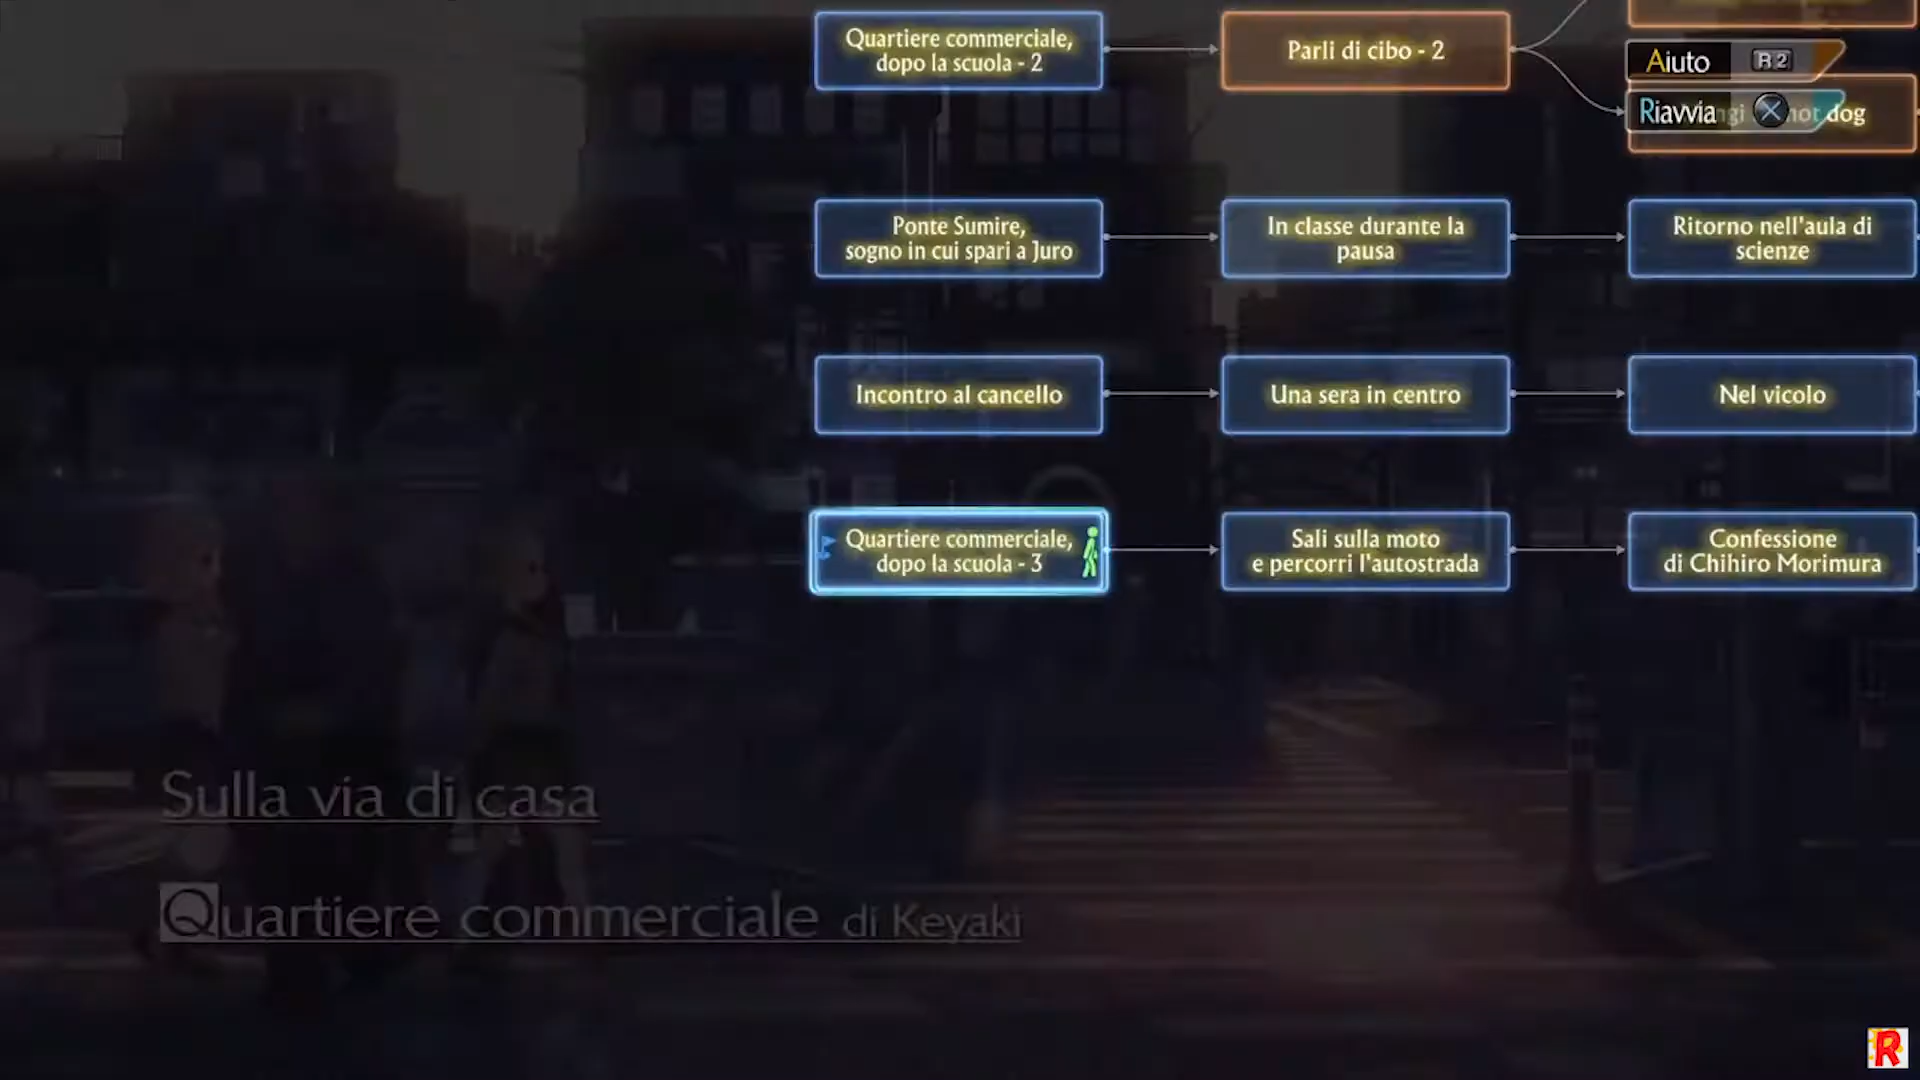 Quartiere commerciale,
dopo la scuola - 2
Parli di cibo - 2
Aiuto R2
Riavvia
hot dog
Ponte Sumire,
sogno in cui spari a Juro
In classe durante la
pausa
Ritorno nell'aula di
scienze
Incontro al cancello
Una sera in centro
Nel vicolo
Quartiere commerciale,
dopo la scuola - 3
Sali sulla moto
e percorri l'autostrada
Confessione
di Chihiro Morimura
Sulla via di casa
Quartiere commerciale di Keyaki
R